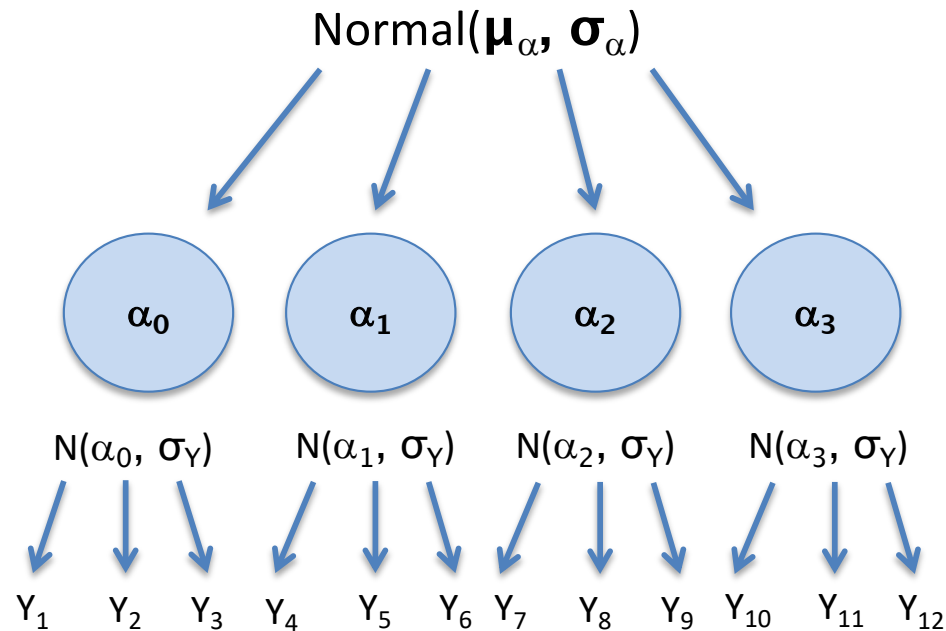 Normal(μα, σα)
α0 α1 α2 α3
N(α0, σY) N(α1, σY) N(α2, σY) N(α3, σY)
Y1 Y2 Y3 Y4 Y5 Y6 Y7 Y8 Y9 Y10 Y11 Y12